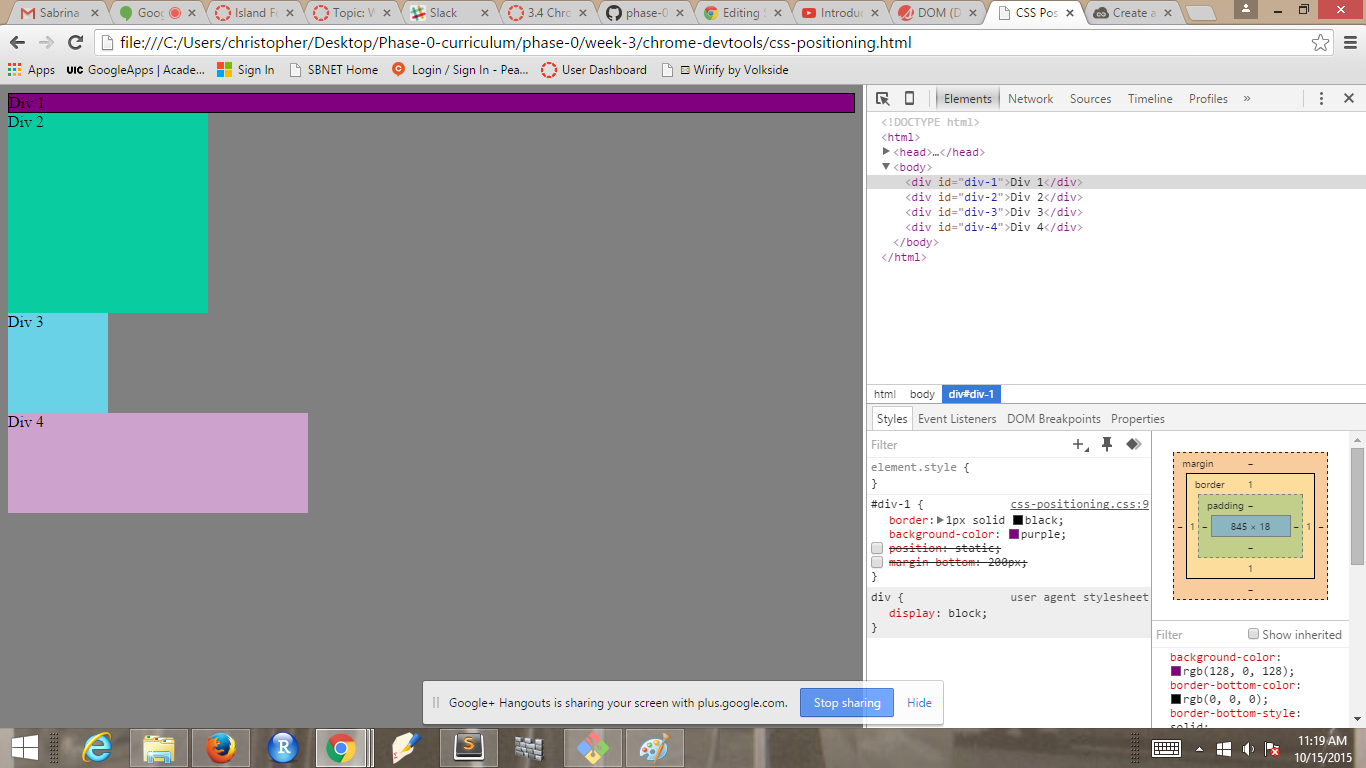 Sabrina
Goog
Island F
Topic: W
Slack
3.4 Chro
phase-0
Editing
Introduc
DOM (D
CSS Pos
Create a
file:///C:/Users/christopher/Desktop/Phase-0-curriculum/phase-0/week-3/chrome-devtools/css-positioning.html
Apps UIC GoogleApps | Acade... Sign In SBNET Home C Login / Sign In - Pea... User Dashboard Wirify by Volkside
Div 1
Div 2
Div 3
Div 4
Elements Network Sources Timeline Profiles »
<!DOCTYPE html>
<html>
<head>…</head>
<body>
<div id="div-1">Div 1</div>
<div id="div-2">Div 2</div>
<div id="div-3">Div 3</div>
<div id="div-4">Div 4</div>
</body>
</html>
html body div#div-1
Styles Event Listeners DOM Breakpoints Properties
Filter
element.style {
}
#div-1 { css-positioning.css:9
border: 1px solid black;
background-color: purple;
position: static;
margin-bottom: 200px;
}
div { user agent stylesheet
display: block;
}
margin –
border 1
padding –
– 1 – 845 × 18 – 1 –
–
1
–
Filter Show inherited
background-color:
rgb(128, 0, 128);
border-bottom-color:
rgb(0, 0, 0);
border-bottom-style:
solid;
Google+ Hangouts is sharing your screen with plus.google.com. Stop sharing Hide
11:19 AM
10/15/2015